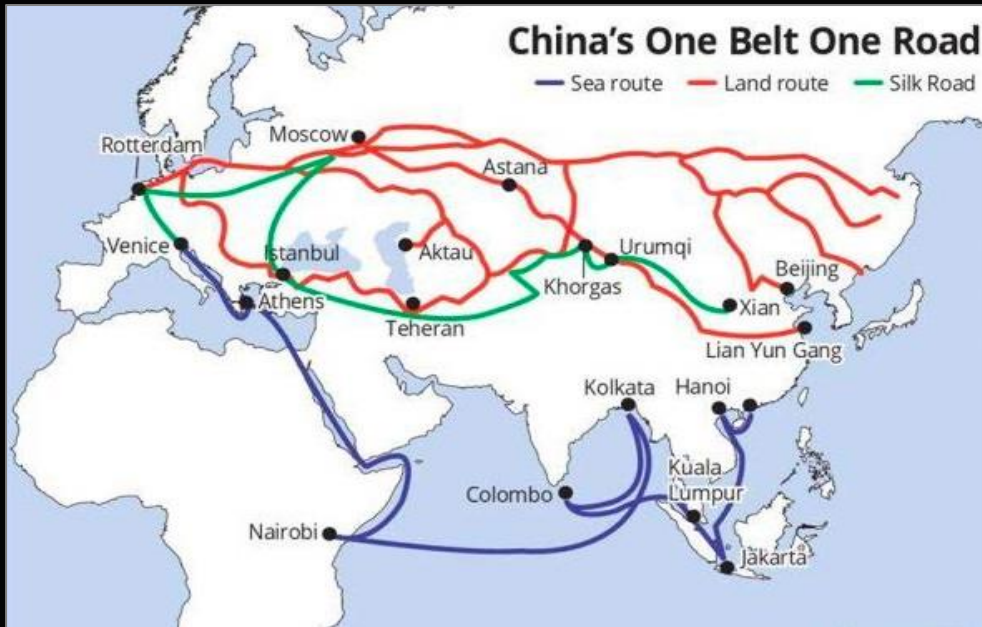 China's One Belt One Road
Sea route Land route Silk Road
Moscow
Rotterdam
Astana
Venice
Istanbul
Aktau
Urumqi
Khorgas
Beijing
Athens
Xian
Teheran
Lian Yun Gang
Kolkata Hanoi
Kuala
Lumpur
Colombo
Nairobi
Jakarta